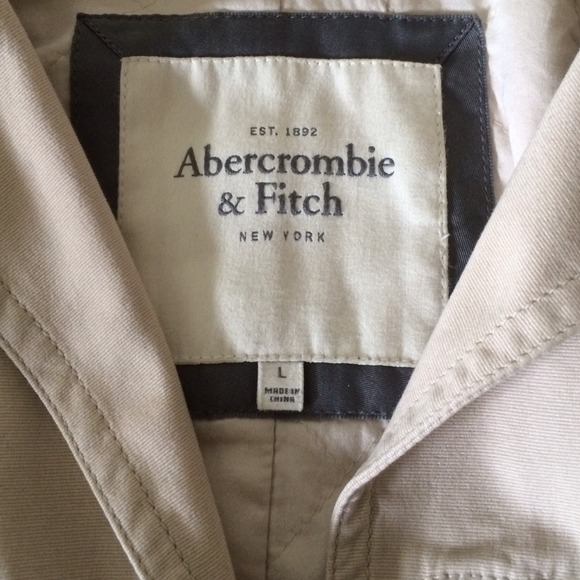 EST. 1892
Abercrombie
& Fitch
NEW YORK
L
MADE IN
CHINA